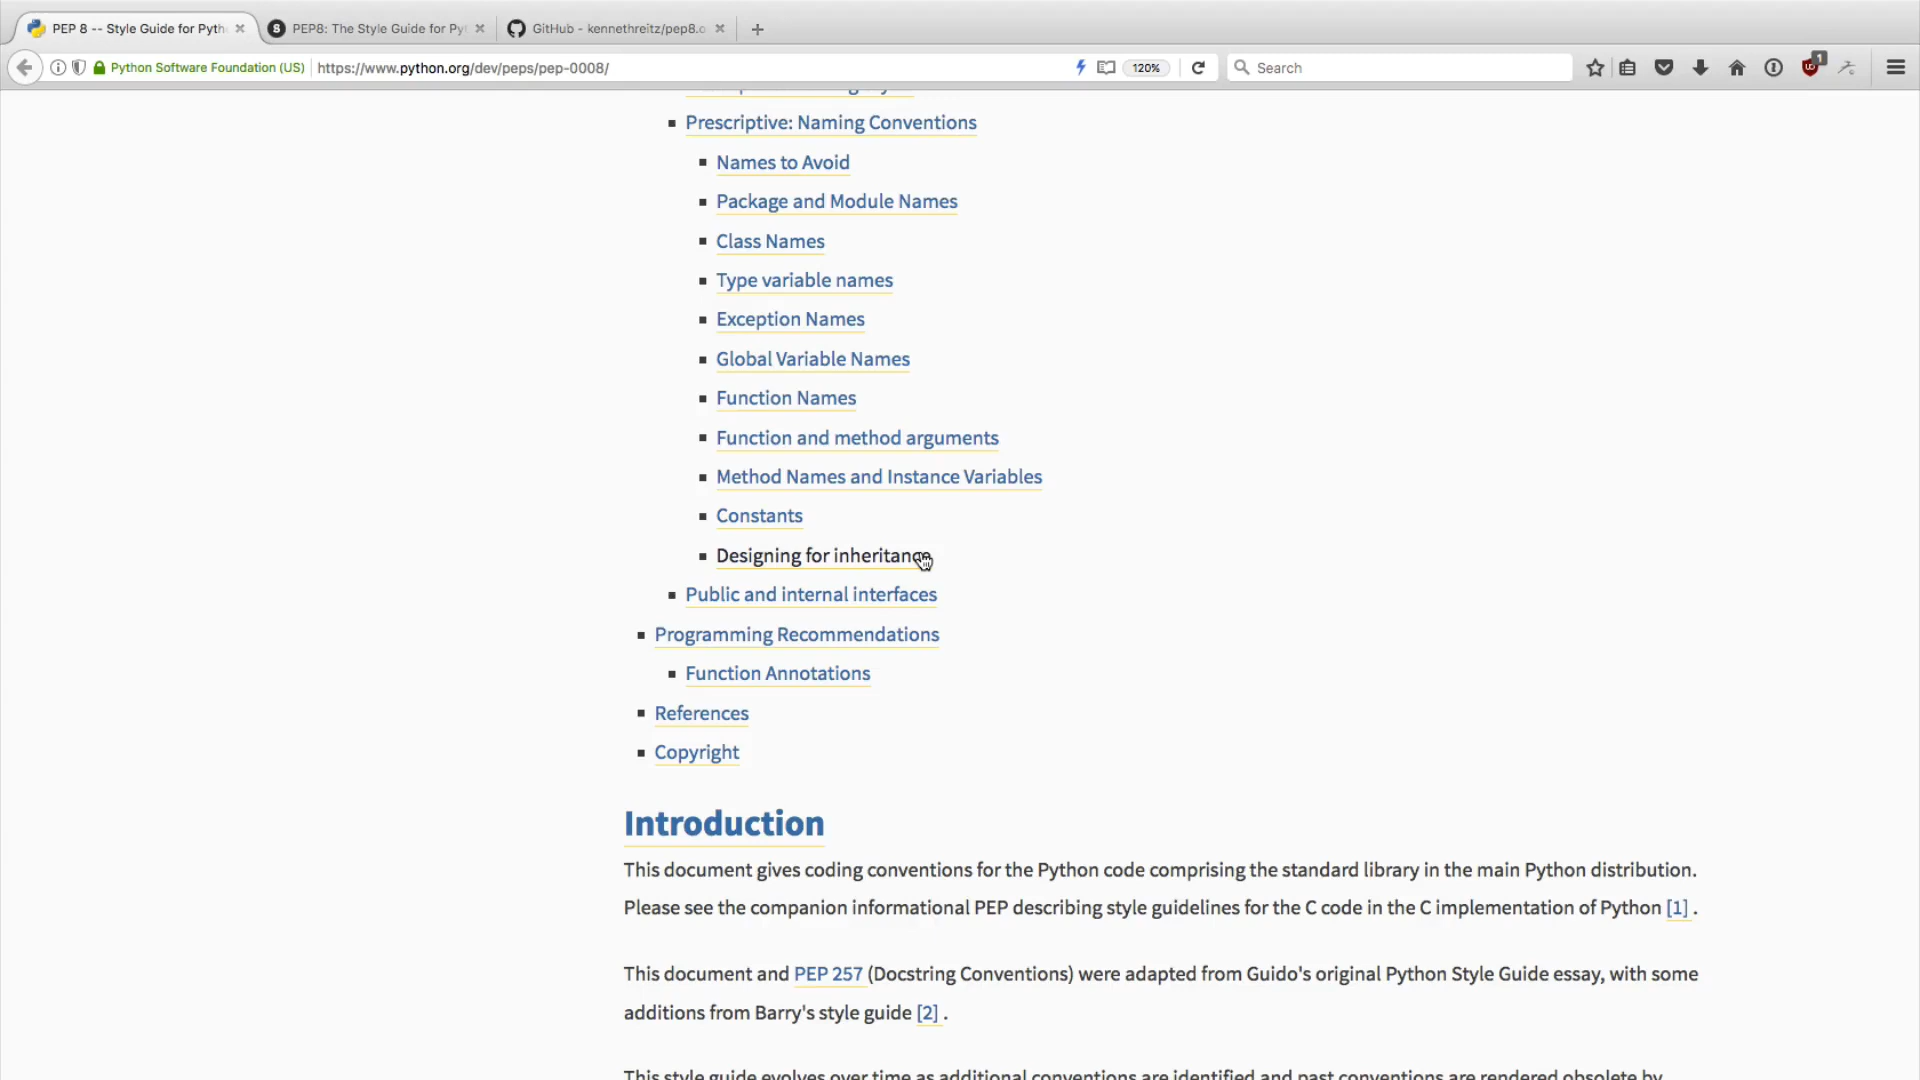 PEP 8 -- Style Guide for Pyth
PEP8: The Style Guide for Py
GitHub - kennethreitz/pep8.o
Python Software Foundation (US)
https://www.python.org/dev/peps/pep-0008/
120%
Search
1
Prescriptive: Naming Conventions
Names to Avoid
Package and Module Names
Class Names
Type variable names
Exception Names
Global Variable Names
Function Names
Function and method arguments
Method Names and Instance Variables
Constants
Designing for inheritance
Public and internal interfaces
Programming Recommendations
Function Annotations
References
Copyright
Introduction
This document gives coding conventions for the Python code comprising the standard library in the main Python distribution.
Please see the companion informational PEP describing style guidelines for the C code in the C implementation of Python [1] .
This document and PEP 257 (Docstring Conventions) were adapted from Guido's original Python Style Guide essay, with some
additions from Barry's style guide [2] .
This style guide evolves over time as additional conventions are identified and past conventions are rendered obsolete by